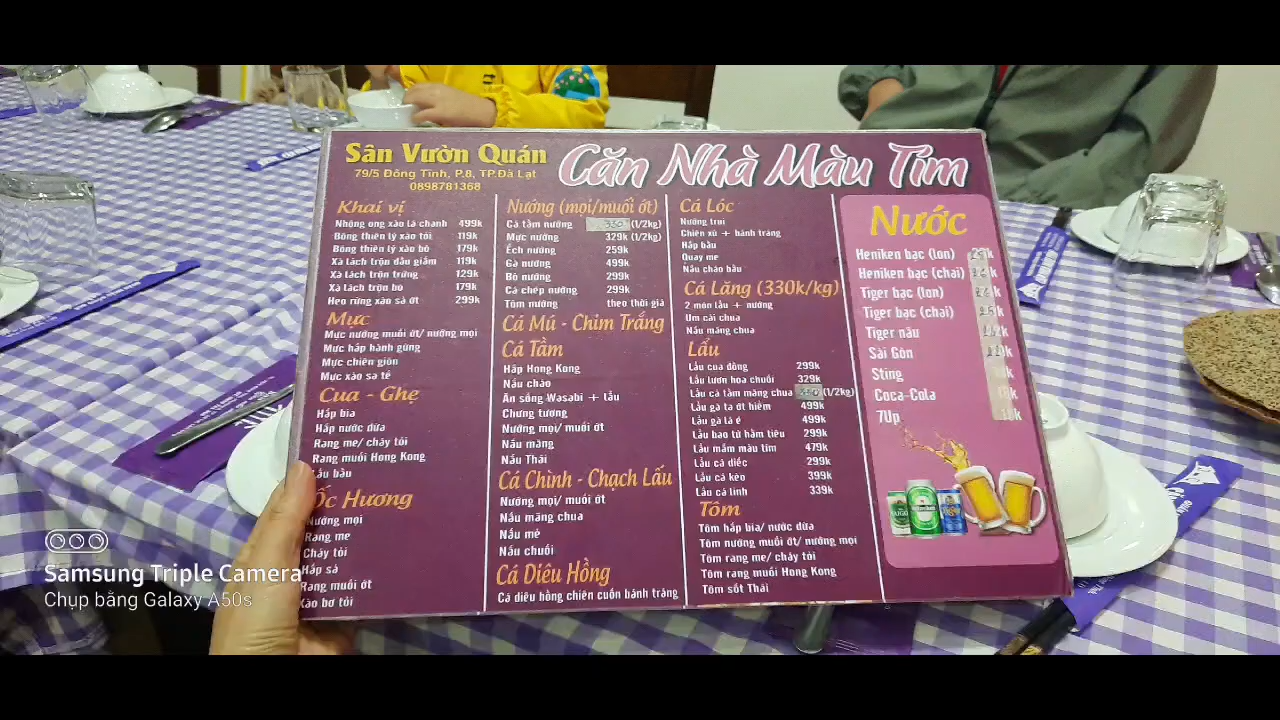 Sân Vườn Quán
79/5 Đông Tĩnh, P.8, TP.Đà Lạt
0898781368
Căn Nhà Màu Tím
Khai vị
Nhộng ong xào lá chanh 499k
Bông thiên lý xào tỏi 119k
Bông thiên lý xào bò 179k
Xà lách trộn dầu giấm 119k
Xà lách trộn trứng 129k
Xà lách trộn bò 179k
Heo rừng xào sả ớt 299k
Mực
Mực nướng muối ớt/ nướng mọi
Mực hấp hành gừng
Mực chiên giòn
Mực xào sa tế
Cua - Ghẹ
Hấp bia
Hấp nước dừa
Rang me/ cháy tỏi
Rang muối Hong Kong
Lẩu bầu
Ốc Hương
Nướng mọi
Rang me
Cháy tỏi
Hấp sả
Rang muối ớt
Xào bơ tỏi
Nướng (mọi/muối ớt)
Cá tầm nướng (1/2kg)
Mực nướng 329k (1/2kg)
Ếch nướng 259k
Gà nướng 499k
Bò nướng 299k
Cá chép nướng 299k
Tôm nướng theo thời giá
Cá Mú - Chim Trắng
Cá Tầm
Hấp Hong Kong
Nấu cháo
Ăn sống Wasabi + lẩu
Chưng tương
Nướng mọi/ muối ớt
Nấu măng
Nấu Thái
Cá Chình - Chạch Lấu
Nướng mọi/ muối ớt
Nấu măng chua
Nấu mẻ
Nấu chuối
Cá Diêu Hồng
Cá diêu hồng chiên cuốn bánh tráng
Cá Lóc
Nướng trui
Chiên xù + bánh tráng
Hấp bầu
Quay me
Nấu cháo bầu
Cá Lăng (330k/kg)
2 món lẩu + nướng
Um cải chua
Nấu măng chua
Lẩu
Lẩu cua đồng 299k
Lẩu lươn hoa chuối 329k
Lẩu cá tầm măng chua (1/2kg)
Lẩu gà ta ớt hiểm 499k
Lẩu gà lá é 499k
Lẩu bao tử hầm tiêu 299k
Lẩu mắm màu tím 479k
Lẩu cá diếc 299k
Lẩu cá kèo 399k
Lẩu cá linh 339k
Tôm
Tôm hấp bia/ nước dừa
Tôm nướng muối ớt/ nướng mọi
Tôm rang me/ cháy tỏi
Tôm rang muối Hong Kong
Tôm sốt Thái
Nước
Heniken bạc (lon)
Heniken bạc (chai)
Tiger bạc (lon)
Tiger bạc (chai)
Tiger nâu
Sài Gòn
Sting
Coca-Cola
7Up
Samsung Triple Camera
Chụp bằng Galaxy A50s